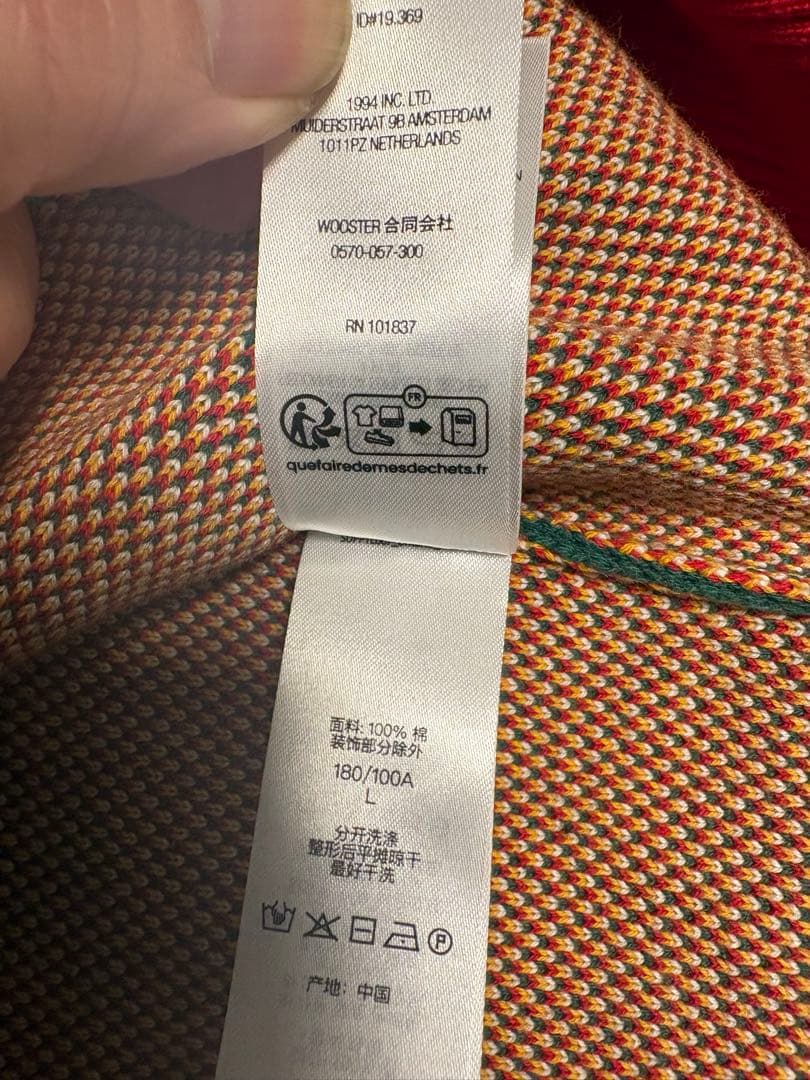 ID#19.369
1994 INC. LTD.
MUIDERSTRAAT 9B AMSTERDAM
1011PZ NETHERLANDS
WOOSTER 合同会社
0570-057-300
RN 101837
FR
quefairedemesdechets.fr
面料: 100% 棉
装饰部分除外
180/100A
L
分开洗涤
整形后平摊晾干
最好干洗
P
产地: 中国